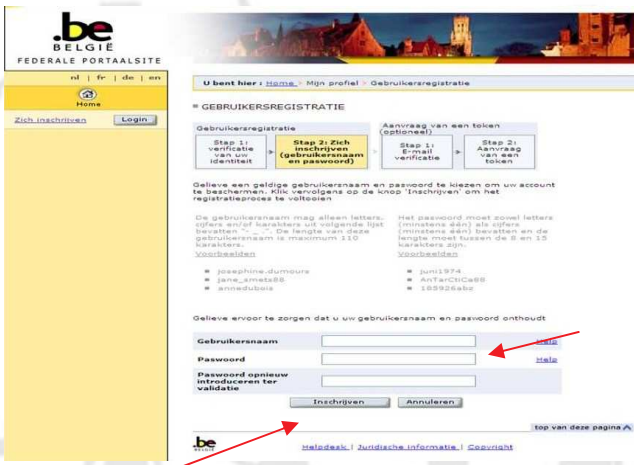 .be
BELGIË
FEDERALE PORTAALSITE
nl | fr | de | en
Home
Zich inschrijven
Login
U bent hier : Home > Mijn profiel > Gebruikersregistratie
GEBRUIKERSREGISTRATIE
Gebruikersregistratie
Stap 1:
verificatie
van uw
identiteit
Stap 2: Zich
inschrijven
(gebruikersnaam
en paswoord)
Aanvraag van een token
(optioneel)
Stap 1:
E-mail
verificatie
Stap 2:
Aanvraag
van een
token
Gelieve een geldige gebruikersnaam en paswoord te kiezen om uw account
te beschermen. Klik vervolgens op de knop 'Inschrijven' om het
registratieproces te voltooien
De gebruikersnaam mag alleen letters,
cijfers en/of karakters uit volgende lijst
bevatten "- _ .". De lengte van deze
gebruikersnaam is maximum 110
karakters.
Voorbeelden
josephine.dumours
jane_smets88
annedubois
Het paswoord moet zowel letters
(minstens één) als cijfers
(minstens één) bevatten en de
lengte moet tussen de 8 en 15
karakters zijn.
Voorbeelden
juni1974
AnTarCtiCa88
185926abz
Gelieve ervoor te zorgen dat u uw gebruikersnaam en paswoord onthoudt
Gebruikersnaam
Help
Paswoord
Help
Paswoord opnieuw
introduceren ter
validatie
Inschrijven
Annuleren
top van deze pagina
.be
Helpdesk | Juridische informatie | Copyright